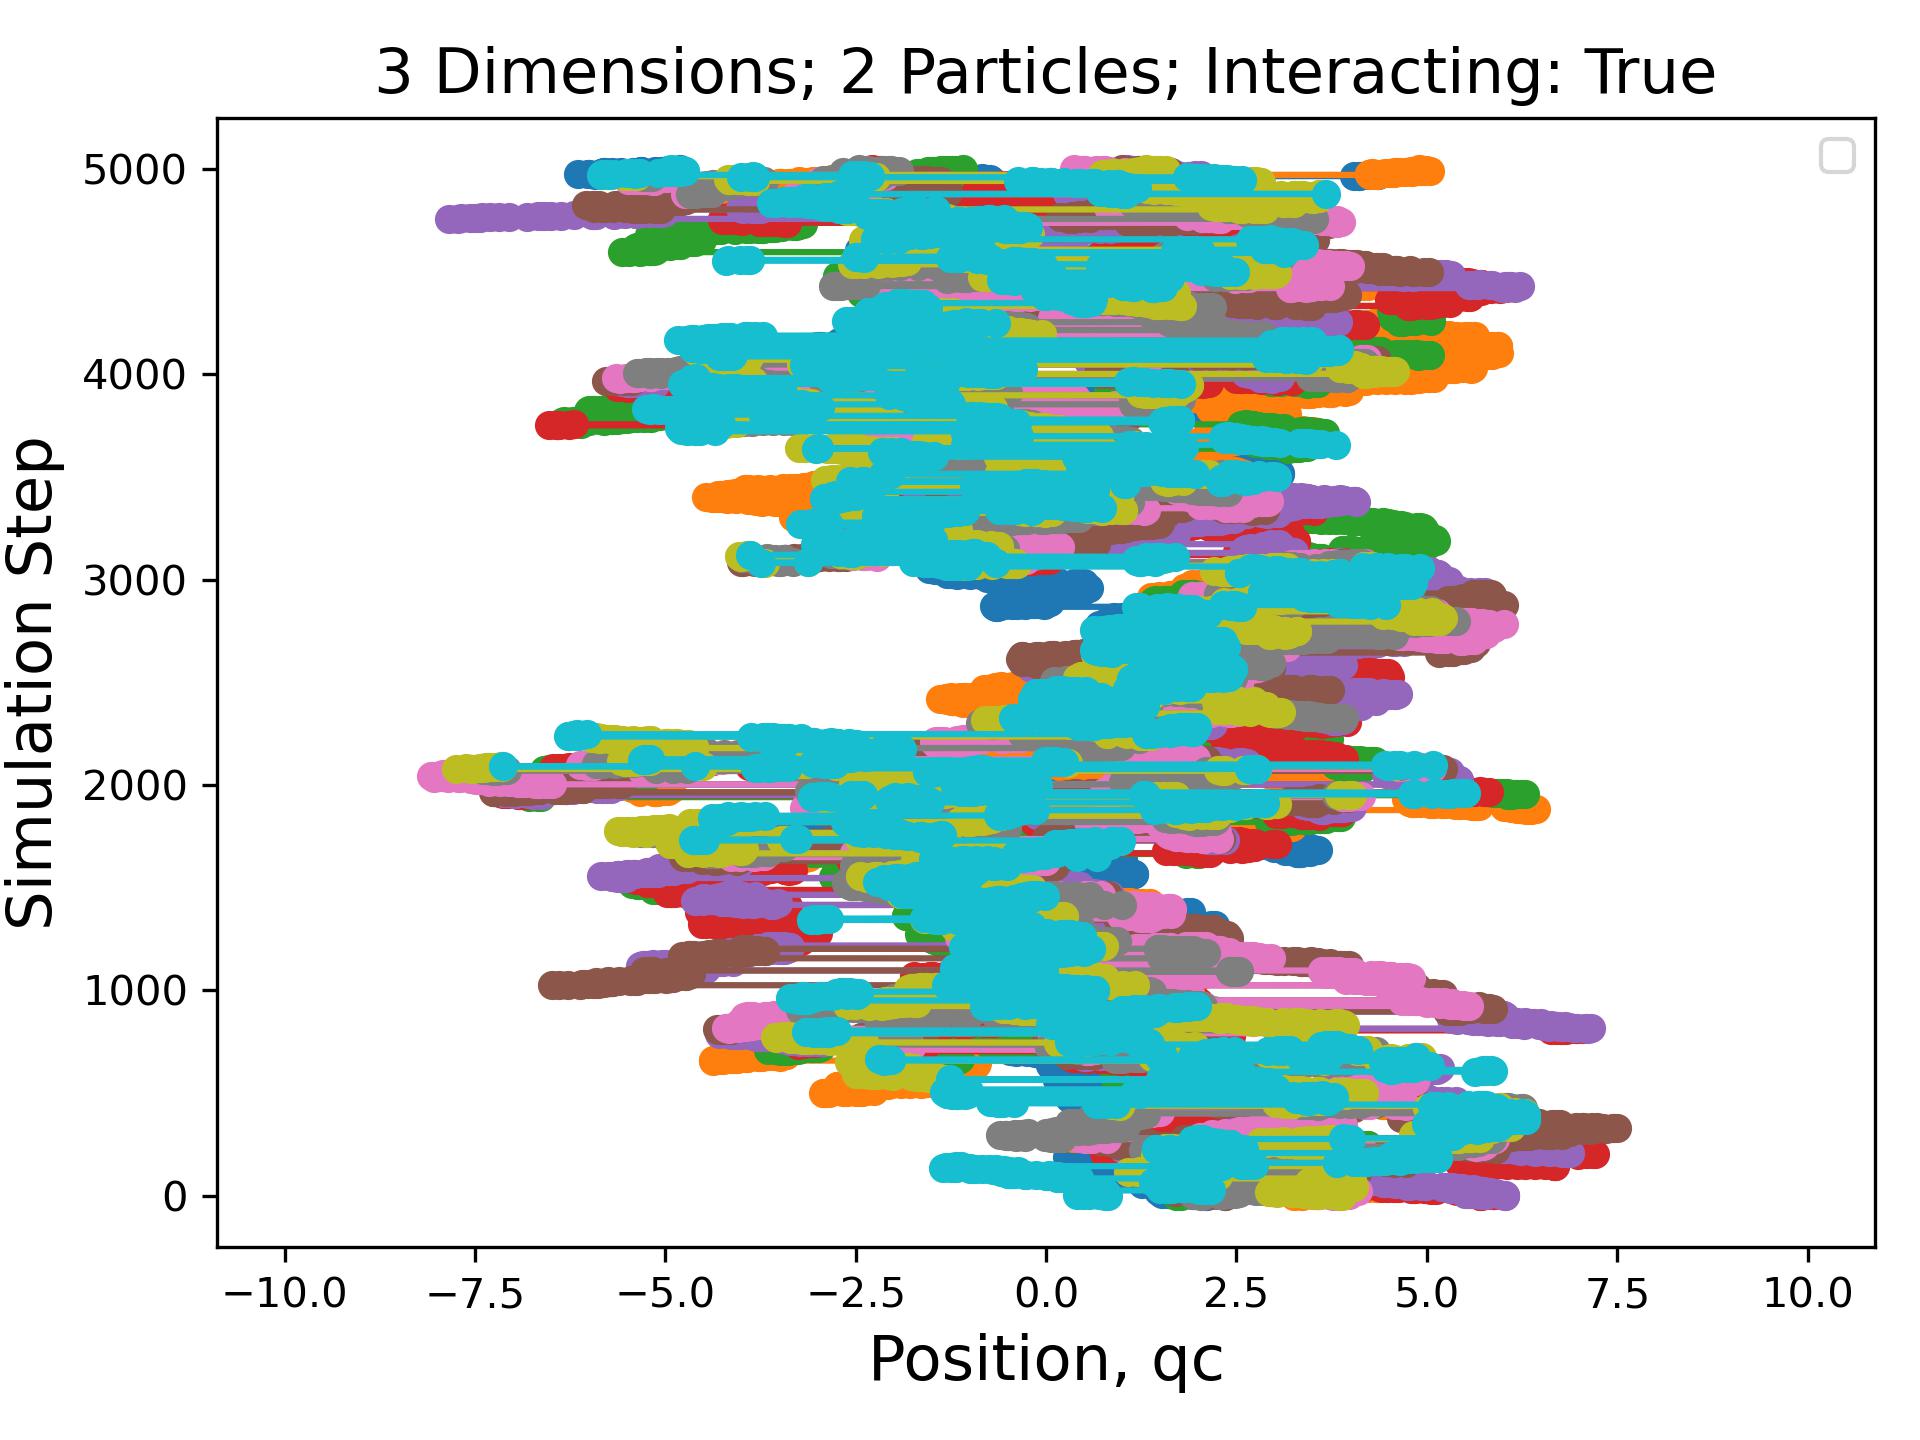 3 Dimensions; 2 Particles; Interacting: True
Simulation Step
5000
4000
3000
2000
1000
0
−10.0 −7.5 −5.0 −2.5 0.0 2.5 5.0 7.5 10.0
Position, qc